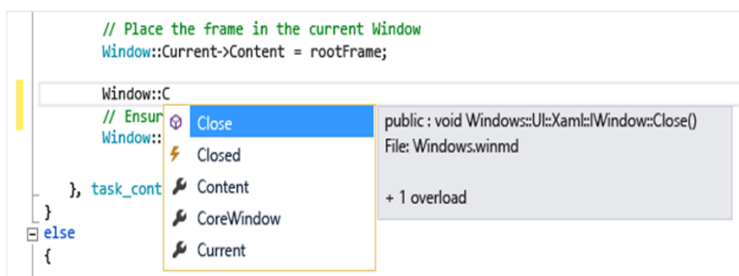 // Place the frame in the current Window
Window::Current->Content = rootFrame;
Window::C
// Ensur
Window::
}, task_cont
}
else
{
Close
Closed
Content
CoreWindow
Current
public : void Windows::UI::Xaml::IWindow::Close()
File: Windows.winmd
+ 1 overload